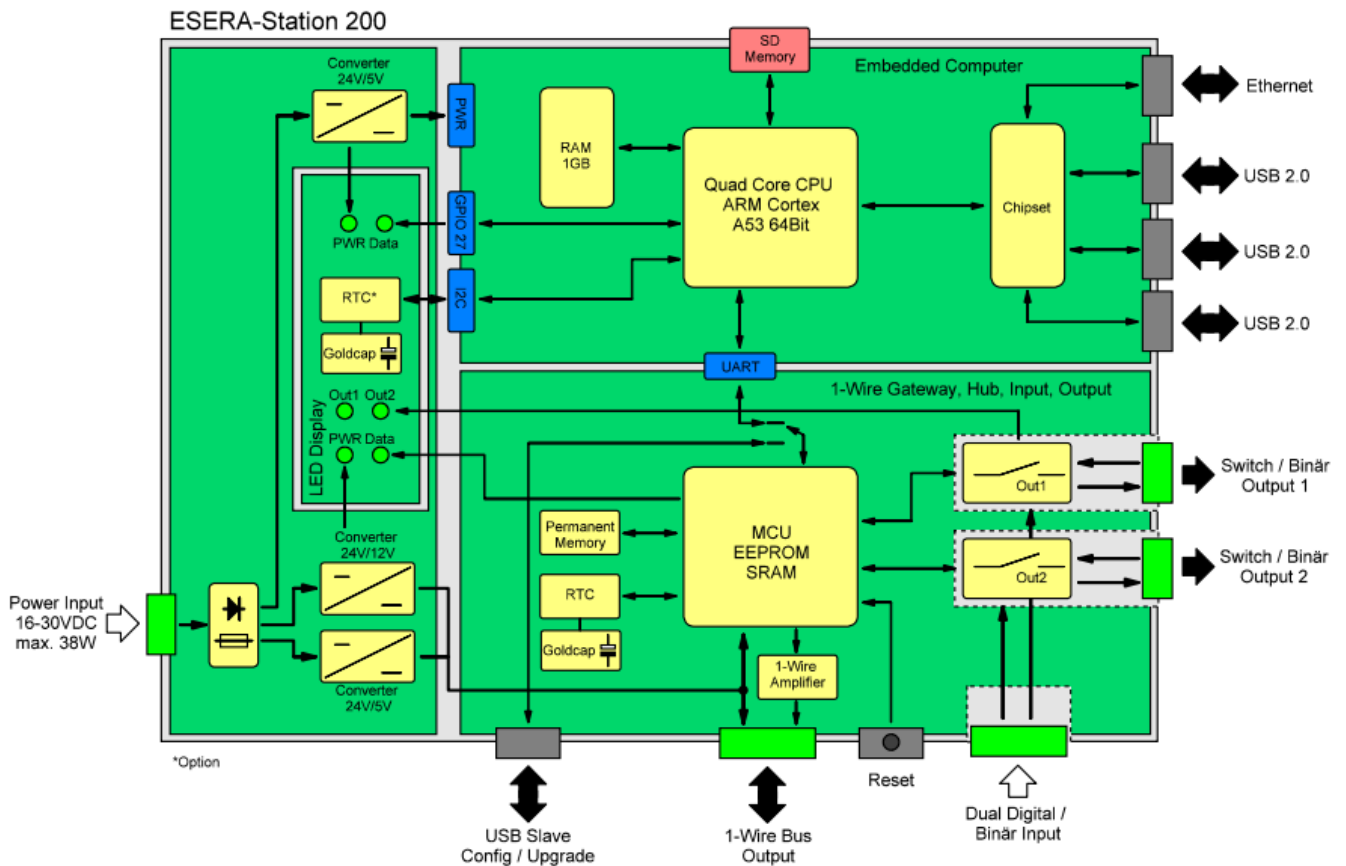 ESERA-Station 200
Converter
24V/5V
PWR
SD
Memory
Embedded Computer
RAM
1GB
Quad Core CPU
ARM Cortex
A53 64Bit
Chipset
Ethernet
USB 2.0
USB 2.0
USB 2.0
GPIO 27
PWR Data
I2C
RTC*
Goldcap
Out1 Out2
PWR Data
LED Display
UART
1-Wire Gateway, Hub, Input, Output
Converter
24V/12V
Converter
24V/5V
Power Input
16-30VDC
max. 38W
MCU
EEPROM
SRAM
Permanent
Memory
RTC
Goldcap
1-Wire
Amplifier
Out1
Switch / Binär
Output 1
Out2
Switch / Binär
Output 2
*Option
USB Slave
Config / Upgrade
1-Wire Bus
Output
Reset
Dual Digital /
Binär Input